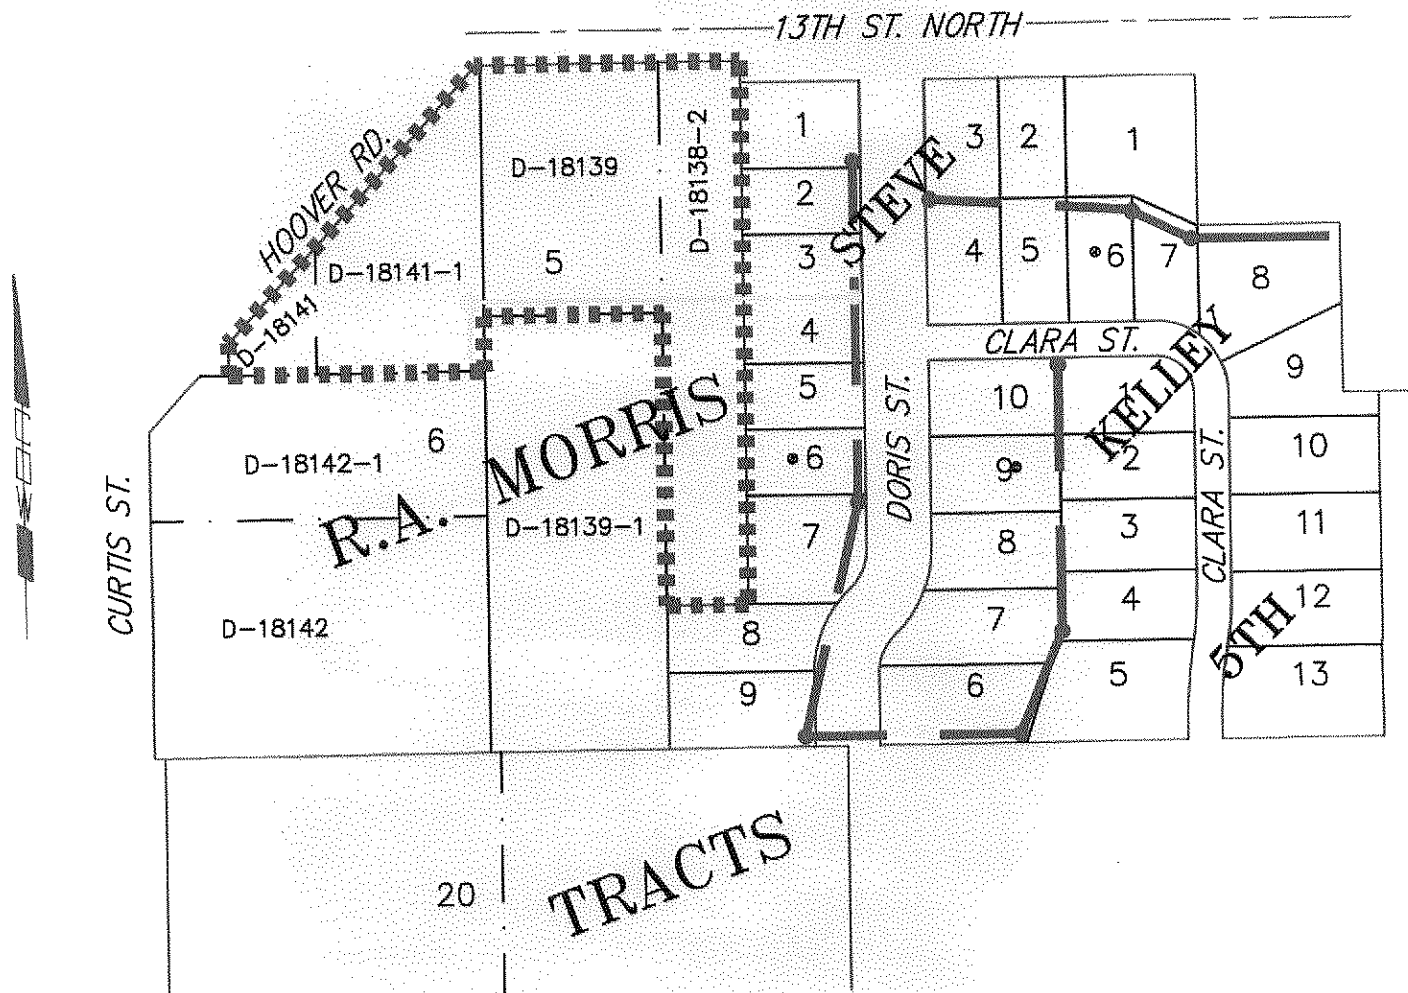 13TH ST. NORTH
HOOVER RD.
D-18139
D-18138-2
D-18141-1
D-18141
5
1
2
3
4
5
6
7
8
9
STEVE
3
2
1
4
5
6
7
8
9
CLARA ST.
KELLEY
DORIS ST.
10
9
8
7
6
1
2
3
4
5
CLARA ST.
10
11
12
13
5TH
CURTIS ST.
D-18142-1
6
R.A. MORRIS
D-18139-1
D-18142
20
TRACTS